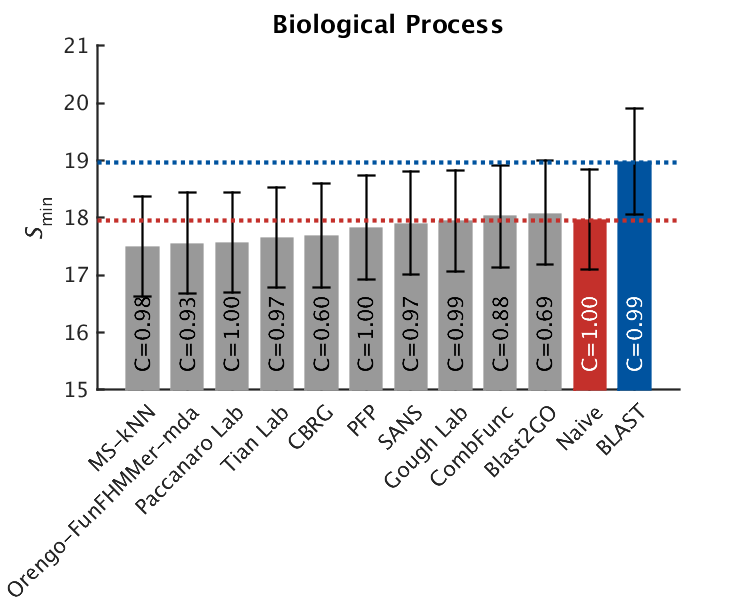 Biological Process
Smin
21
20
19
18
17
16
15
C=0.98
C=0.93
C=1.00
C=0.97
C=0.60
C=1.00
C=0.97
C=0.99
C=0.88
C=0.69
C=1.00
C=0.99
MS-kNN
Orengo-FunFHMMer-mda
Paccanaro Lab
Tian Lab
CBRG
PFP
SANS
Gough Lab
CombFunc
Blast2GO
Naive
BLAST